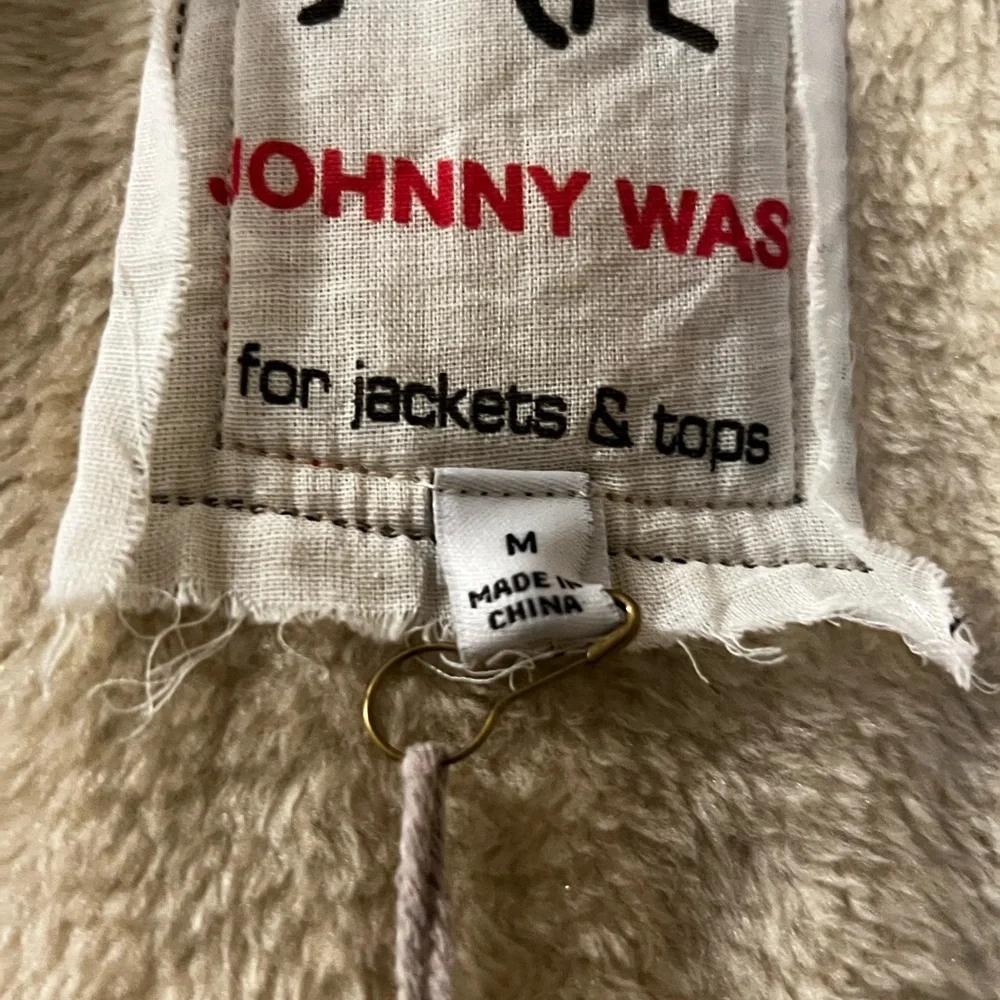 JOHNNY WAS
for jackets & tops
M
MADE IN
CHINA